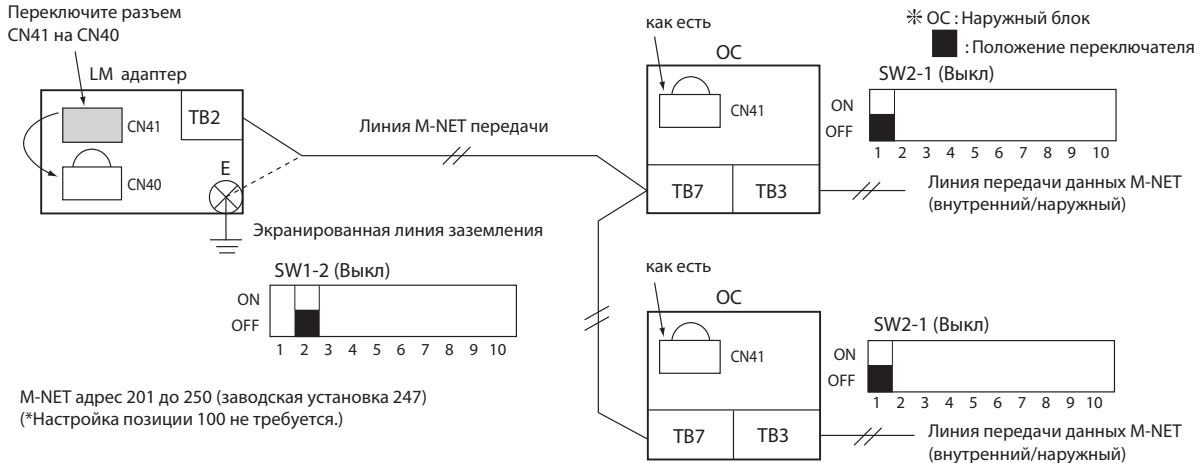 Переключите разъем
CN41 на CN40
LM адаптер
CN41
TB2
CN40
E
Экранированная линия заземления
Линия M-NET передачи
SW1-2 (Выкл)
ON
OFF
1 2 3 4 5 6 7 8 9 10
M-NET адрес 201 до 250 (заводская установка 247)
(*Настройка позиции 100 не требуется.)
как есть
OC
CN41
TB7
TB3
※ OC : Наружный блок
: Положение переключателя
SW2-1 (Выкл)
ON
OFF
1 2 3 4 5 6 7 8 9 10
Линия передачи данных M-NET
(внутренний/наружный)
как есть
OC
CN41
TB7
TB3
SW2-1 (Выкл)
ON
OFF
1 2 3 4 5 6 7 8 9 10
Линия передачи данных M-NET
(внутренний/наружный)